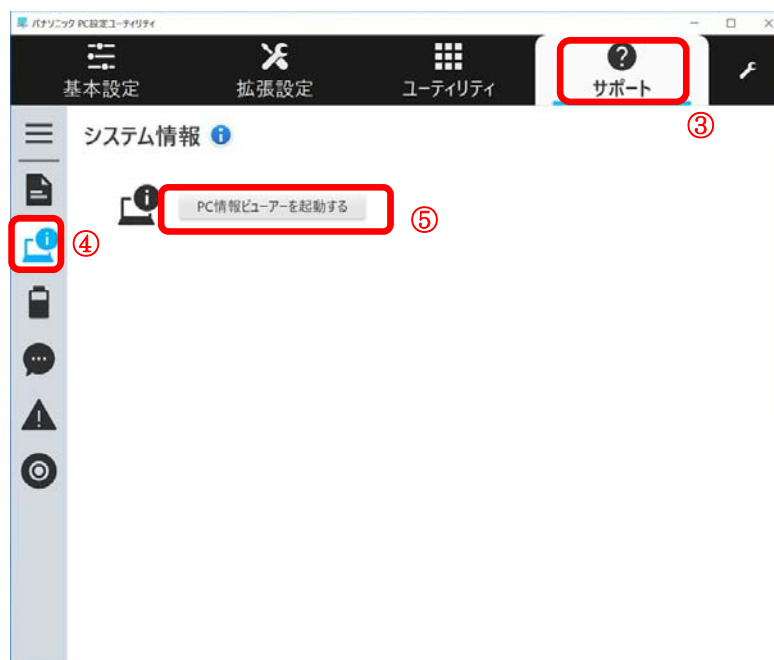 パナソニック PC設定ユーティリティ
基本設定
拡張設定
ユーティリティ
サポート
③
システム情報
PC情報ビューアーを起動する
⑤
④